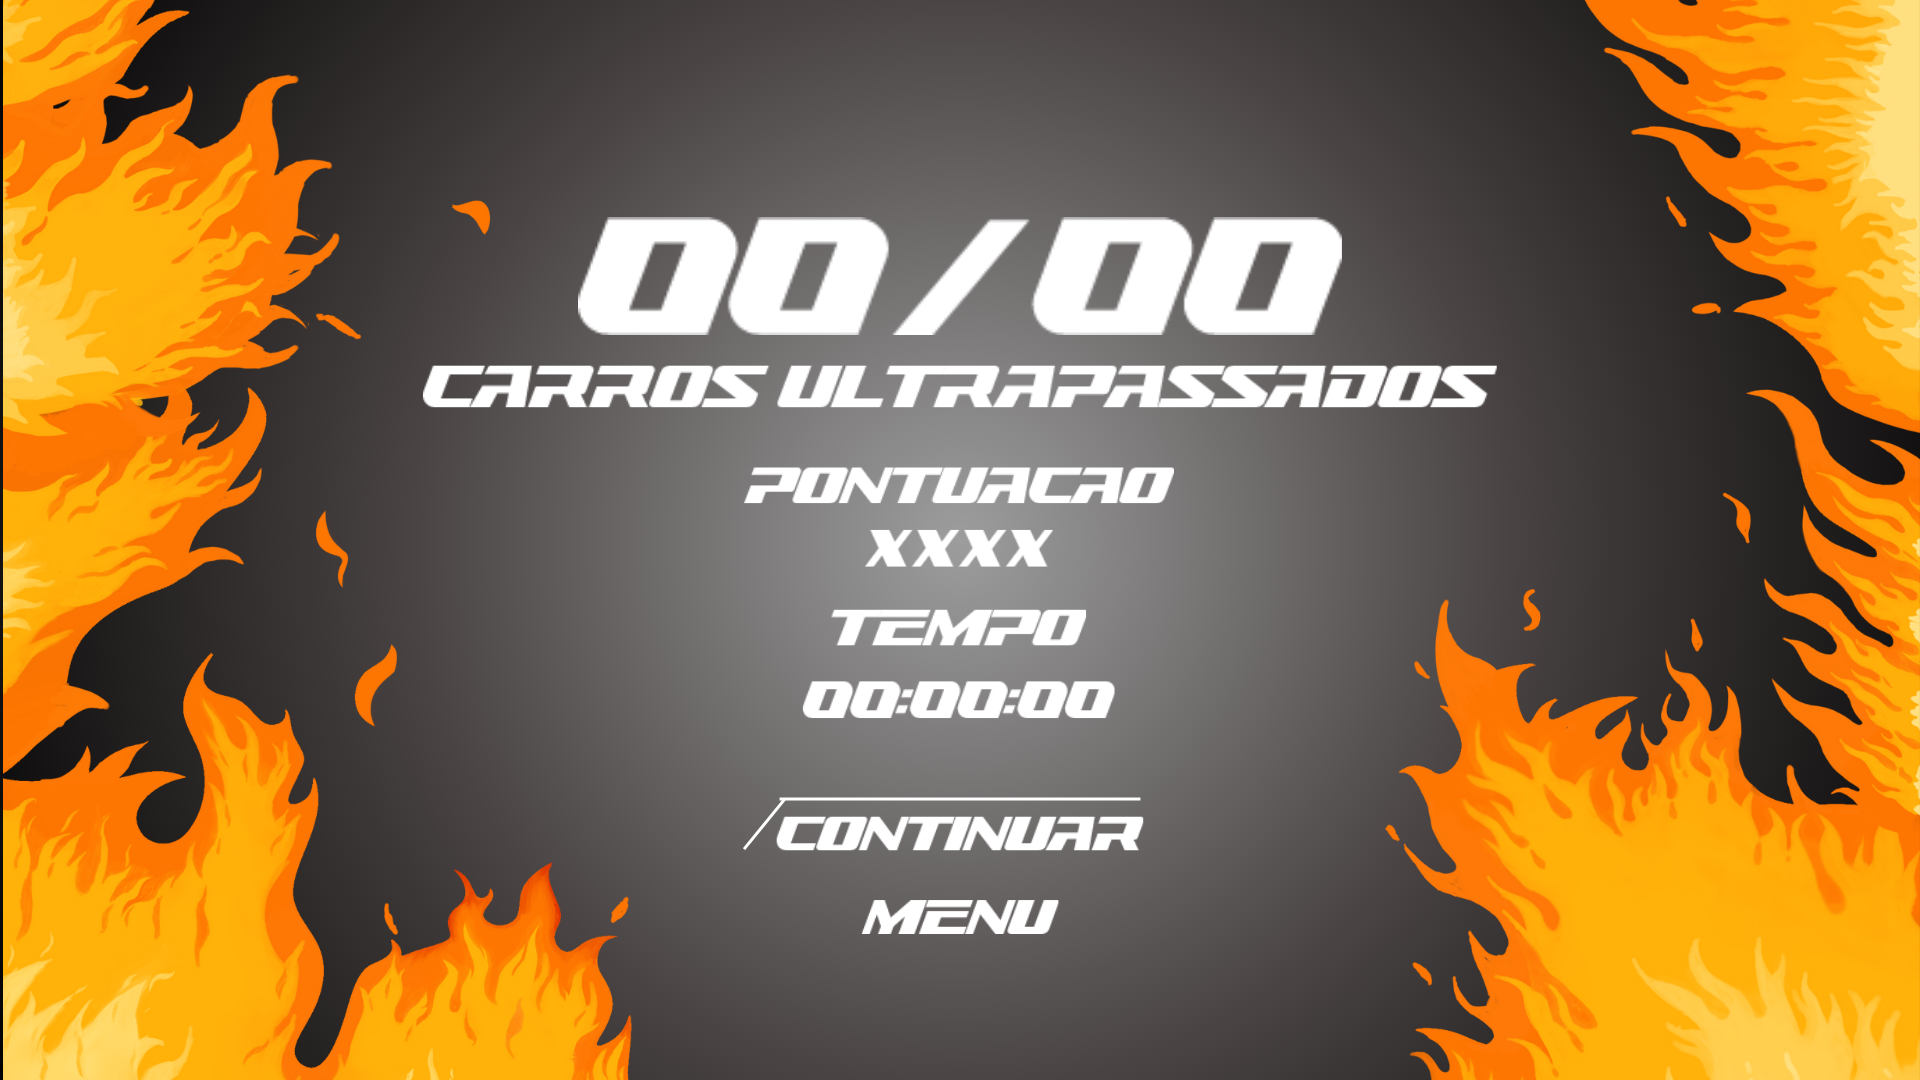 00/00
CARROS ULTRAPASSADOS
PONTUACAO
XXXX
TEMPO
00:00:00
CONTINUAR
MENU